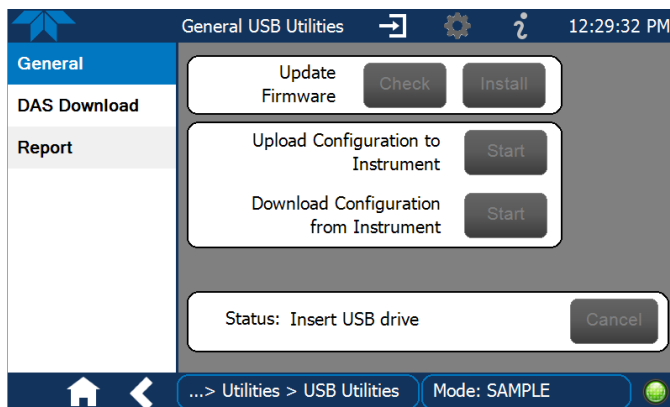 General USB Utilities
12:29:32 PM
General
DAS Download
Report
Update
Firmware
Check
Install
Upload Configuration to
Instrument
Start
Download Configuration
from Instrument
Start
Status: Insert USB drive
Cancel
...> Utilities > USB Utilities
Mode: SAMPLE